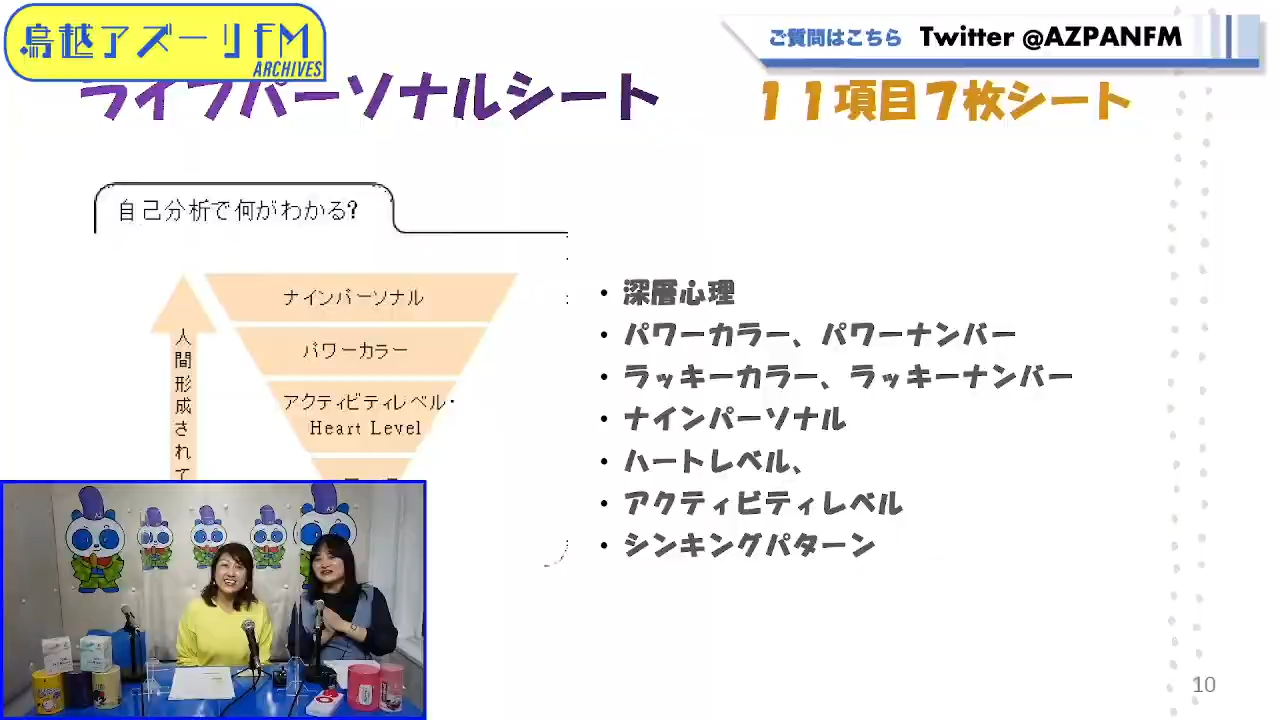 鳥越アズーリFM
ARCHIVES
ご質問はこちら Twitter @AZPANFM
ライフパーソナルシート 11項目7枚シート
自己分析で何がわかる?
ナインパーソナル
パワーカラー
アクティビティレベル・
Heart Level
人間形成されて
・深層心理
・パワーカラー、パワーナンバー
・ラッキーカラー、ラッキーナンバー
・ナインパーソナル
・ハートレベル、
・アクティビティレベル
・シンキングパターン
10